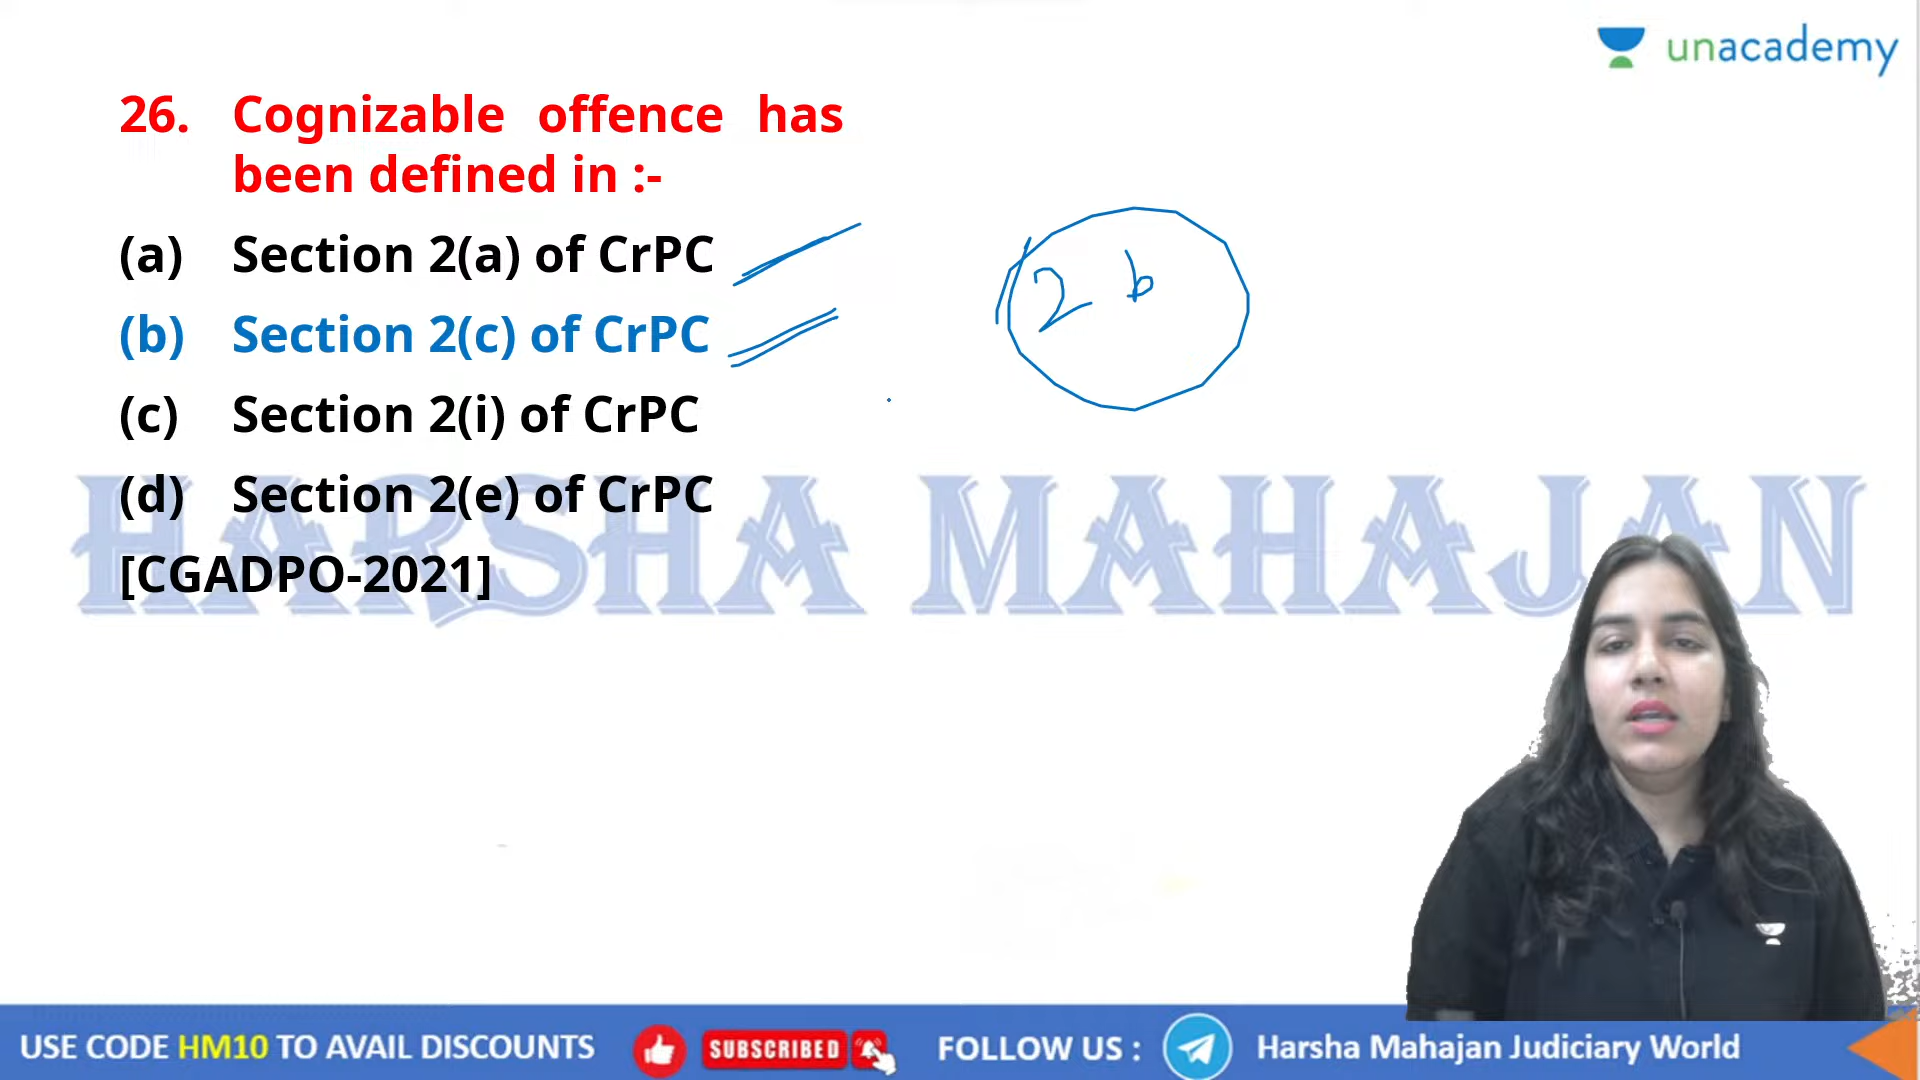 unacademy
26. Cognizable offence has
been defined in :-
(a) Section 2(a) of CrPC
(b) Section 2(c) of CrPC
(c) Section 2(i) of CrPC
(d) Section 2(e) of CrPC
[CGADPO-2021]
2 b
HARSHA MAHAJAN
USE CODE HM10 TO AVAIL DISCOUNTS
SUBSCRIBED
FOLLOW US :
Harsha Mahajan Judiciary World